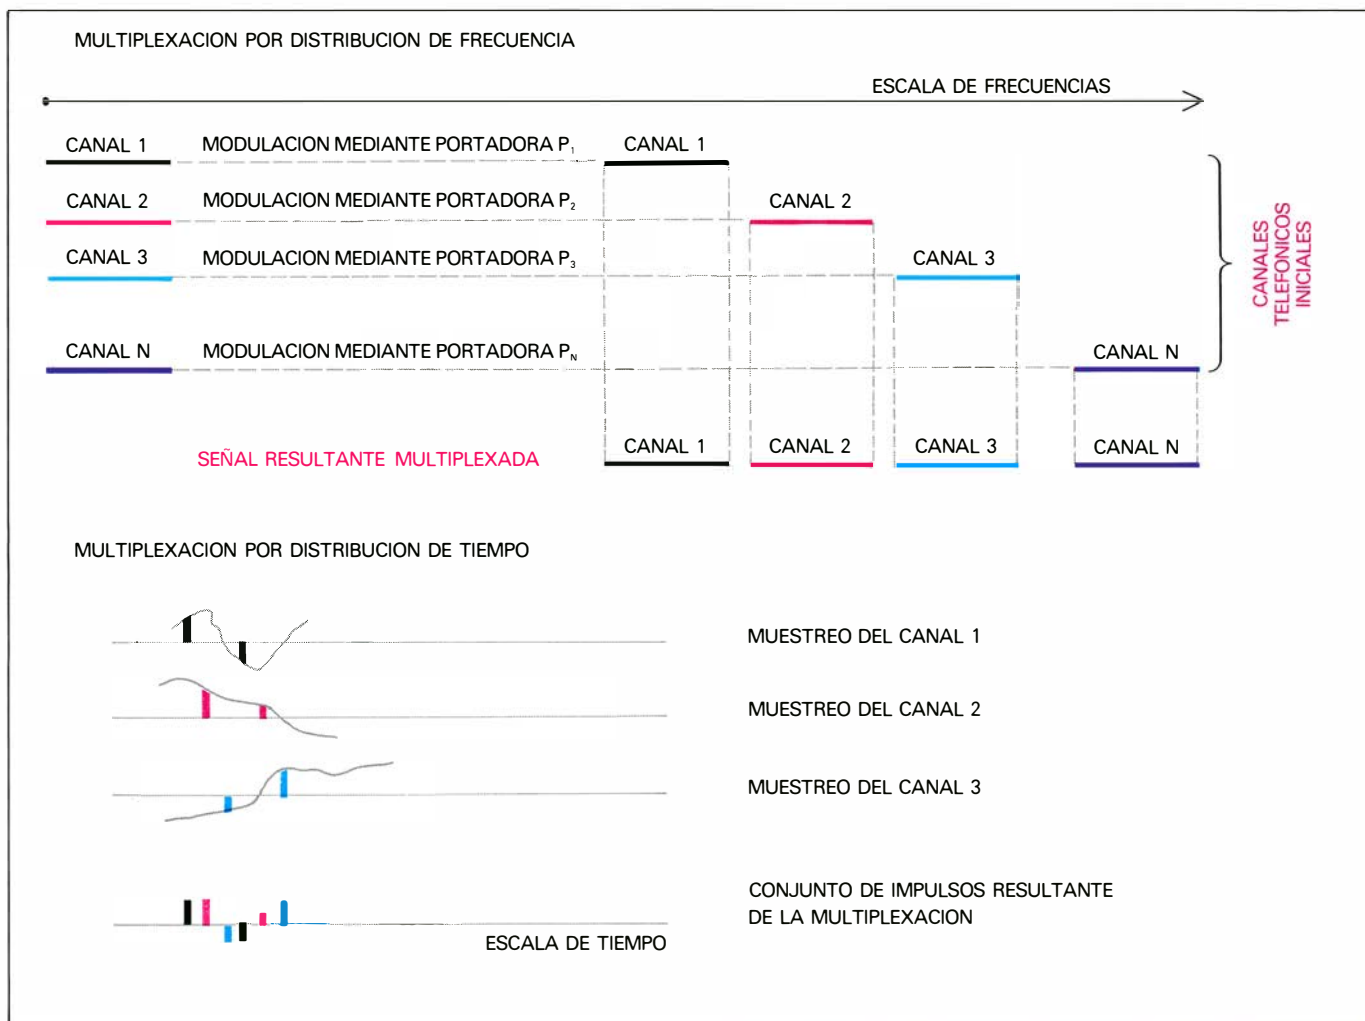 MULTIPLEXACION POR DISTRIBUCION DE FRECUENCIA
ESCALA DE FRECUENCIAS
CANAL 1 MODULACION MEDIANTE PORTADORA P₁ CANAL 1
CANAL 2 MODULACION MEDIANTE PORTADORA P₂ CANAL 2
CANAL 3 MODULACION MEDIANTE PORTADORA P₃ CANAL 3
CANAL N MODULACION MEDIANTE PORTADORA Pₙ CANAL N
CANALES
TELEFONICOS
INICIALES
SEÑAL RESULTANTE MULTIPLEXADA CANAL 1 CANAL 2 CANAL 3 CANAL N
MULTIPLEXACION POR DISTRIBUCION DE TIEMPO
MUESTREO DEL CANAL 1
MUESTREO DEL CANAL 2
MUESTREO DEL CANAL 3
CONJUNTO DE IMPULSOS RESULTANTE
DE LA MULTIPLEXACION
ESCALA DE TIEMPO